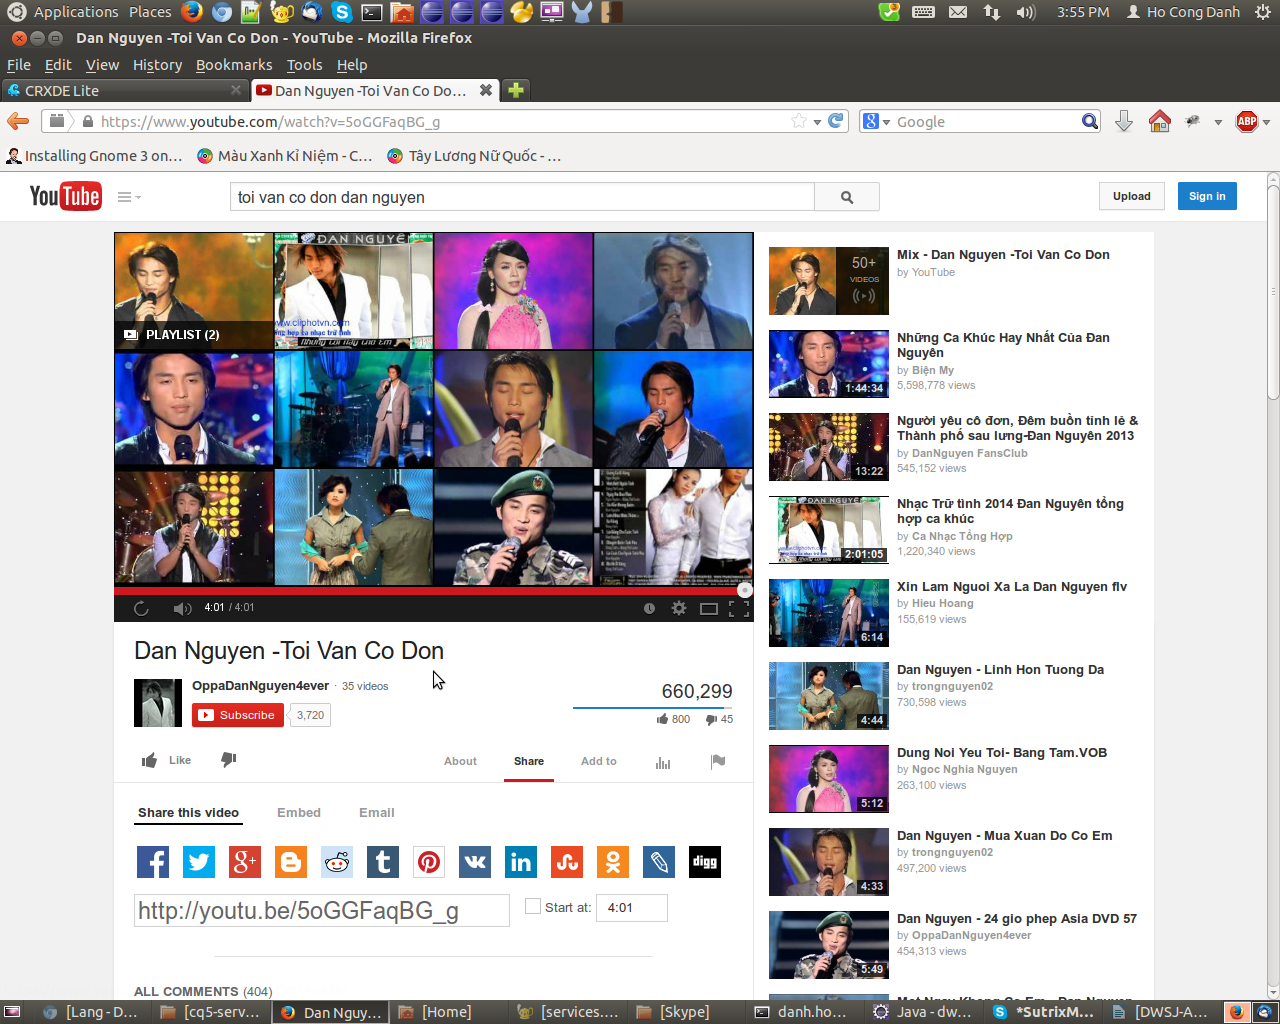 Applications Places 3:55 PM Ho Cong Danh
Dan Nguyen -Toi Van Co Don - YouTube - Mozilla Firefox
File Edit View History Bookmarks Tools Help
CRXDE Lite Dan Nguyen -Toi Van Co Do...
https://www.youtube.com/watch?v=5oGGFaqBG_g Google ABP
Installing Gnome 3 on... Màu Xanh Kỉ Niệm - C... Tây Lương Nữ Quốc - ...
YouTube toi van co don dan nguyen Upload Sign in
PLAYLIST (2)
ĐAN NGUYÊ
www.cliphotvn.com
4:01 / 4:01
Dan Nguyen -Toi Van Co Don
OppaDanNguyen4ever · 35 videos
Subscribe 3,720
660,299
800 45
Like About Share Add to
Share this video Embed Email
digg
http://youtu.be/5oGGFaqBG_g Start at: 4:01
ALL COMMENTS (404)
Mix - Dan Nguyen -Toi Van Co Don
by YouTube
50+
VIDEOS
Những Ca Khúc Hay Nhất Của Đan
Nguyên
by Biện My
5,598,778 views
1:44:34
Người yêu cô đơn, Đêm buồn tỉnh lẻ &
Thành phố sau lưng-Đan Nguyên 2013
by DanNguyen FansClub
545,152 views
13:22
Nhạc Trữ tình 2014 Đan Nguyên tổng
hợp ca khúc
by Ca Nhạc Tổng Hợp
1,220,340 views
2:01:05
Xin Lam Nguoi Xa La Dan Nguyen flv
by Hieu Hoang
155,619 views
6:14
Dan Nguyen - Linh Hon Tuong Da
by trongnguyen02
730,598 views
4:44
Dung Noi Yeu Toi- Bang Tam.VOB
by Ngoc Nghia Nguyen
263,100 views
5:12
Dan Nguyen - Mua Xuan Do Co Em
by trongnguyen02
497,200 views
4:33
Dan Nguyen - 24 gio phep Asia DVD 57
by OppaDanNguyen4ever
454,313 views
5:49
[Lang - D... [cq5-serv... Dan Nguy... [Home] [services.... [Skype] danh.ho... Java - dw... *SutrixM... [DWSJ-A...